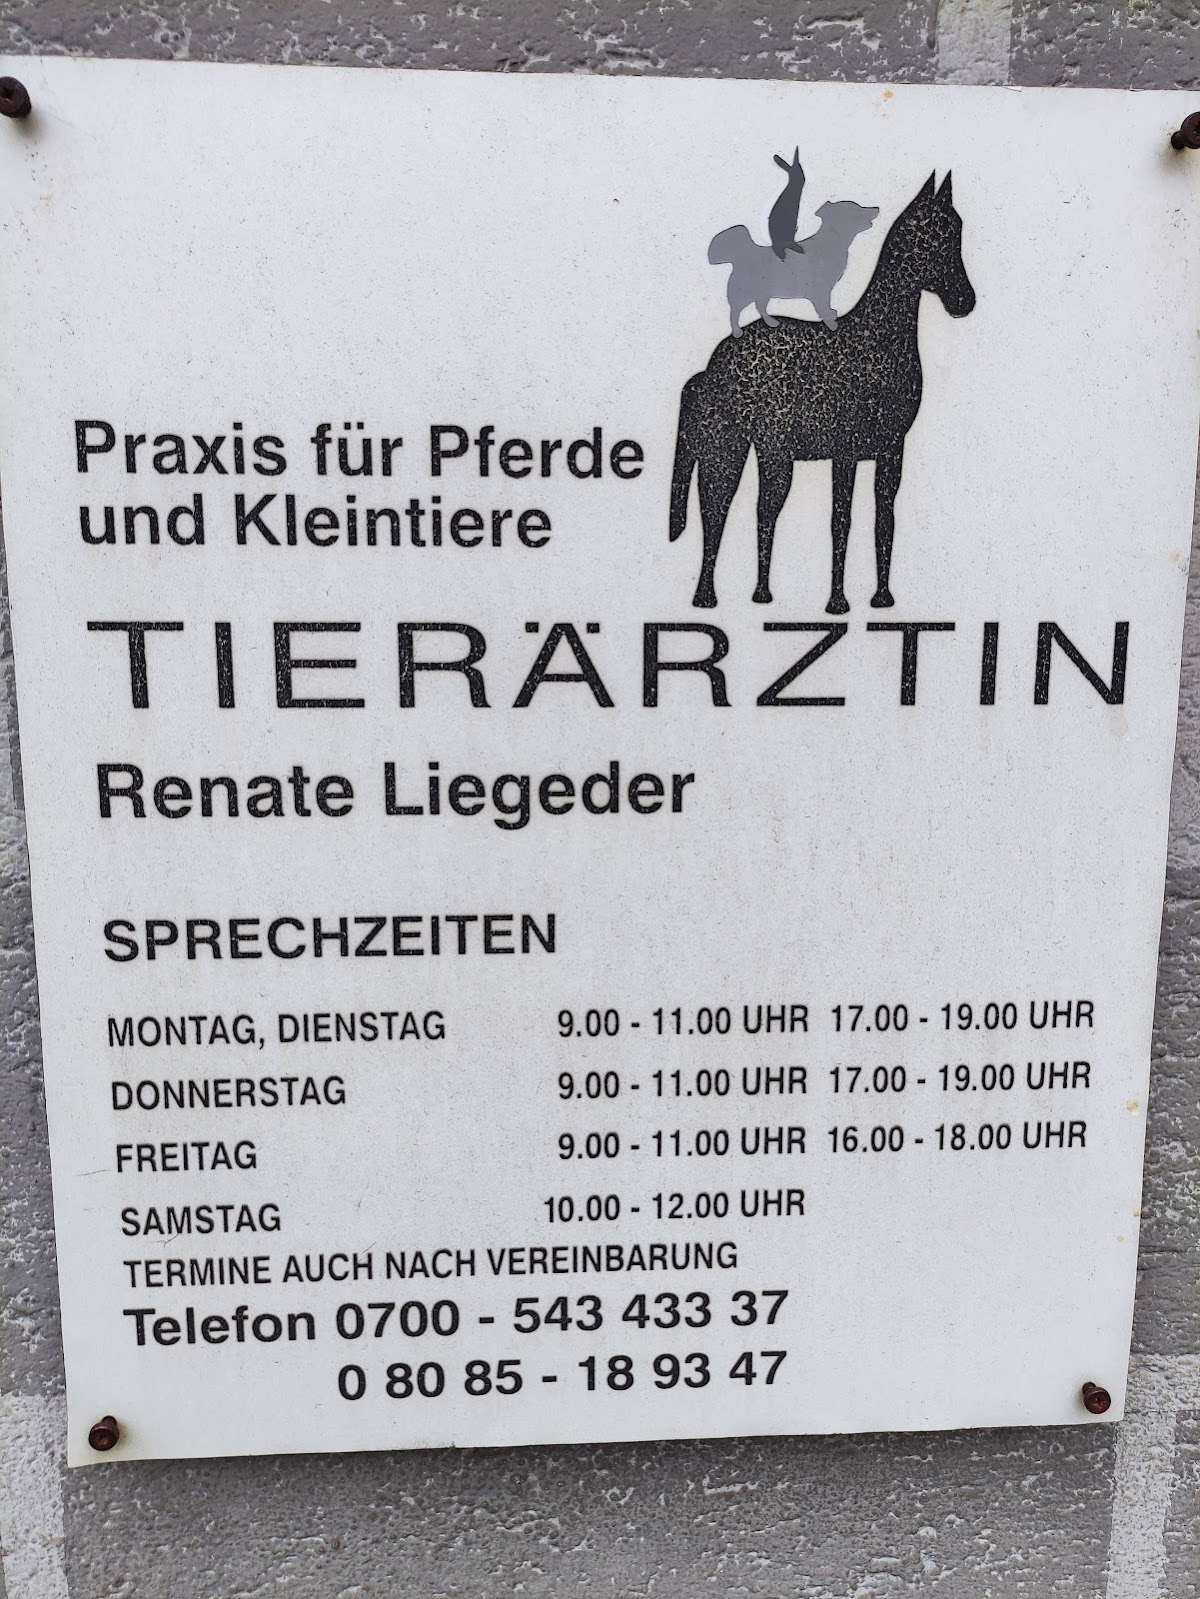 Praxis für Pferde
und Kleintiere
TIERÄRZTIN
Renate Liegeder
SPRECHZEITEN
MONTAG, DIENSTAG 9.00 - 11.00 UHR 17.00 - 19.00 UHR
DONNERSTAG 9.00 - 11.00 UHR 17.00 - 19.00 UHR
FREITAG 9.00 - 11.00 UHR 16.00 - 18.00 UHR
SAMSTAG 10.00 - 12.00 UHR
TERMINE AUCH NACH VEREINBARUNG
Telefon 0700 - 543 433 37
0 80 85 - 18 93 47